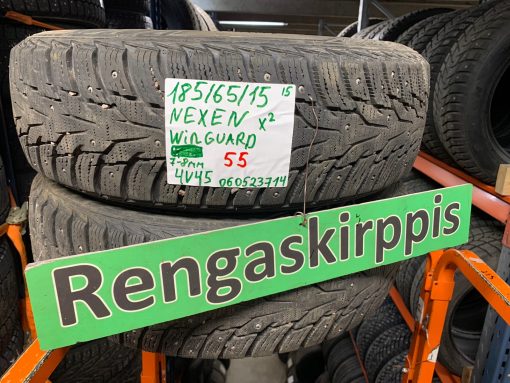 185/65/15 15
NEXEN x2
WiNGUARD
7-8mm 55
4V45 060523714
Rengaskirppis